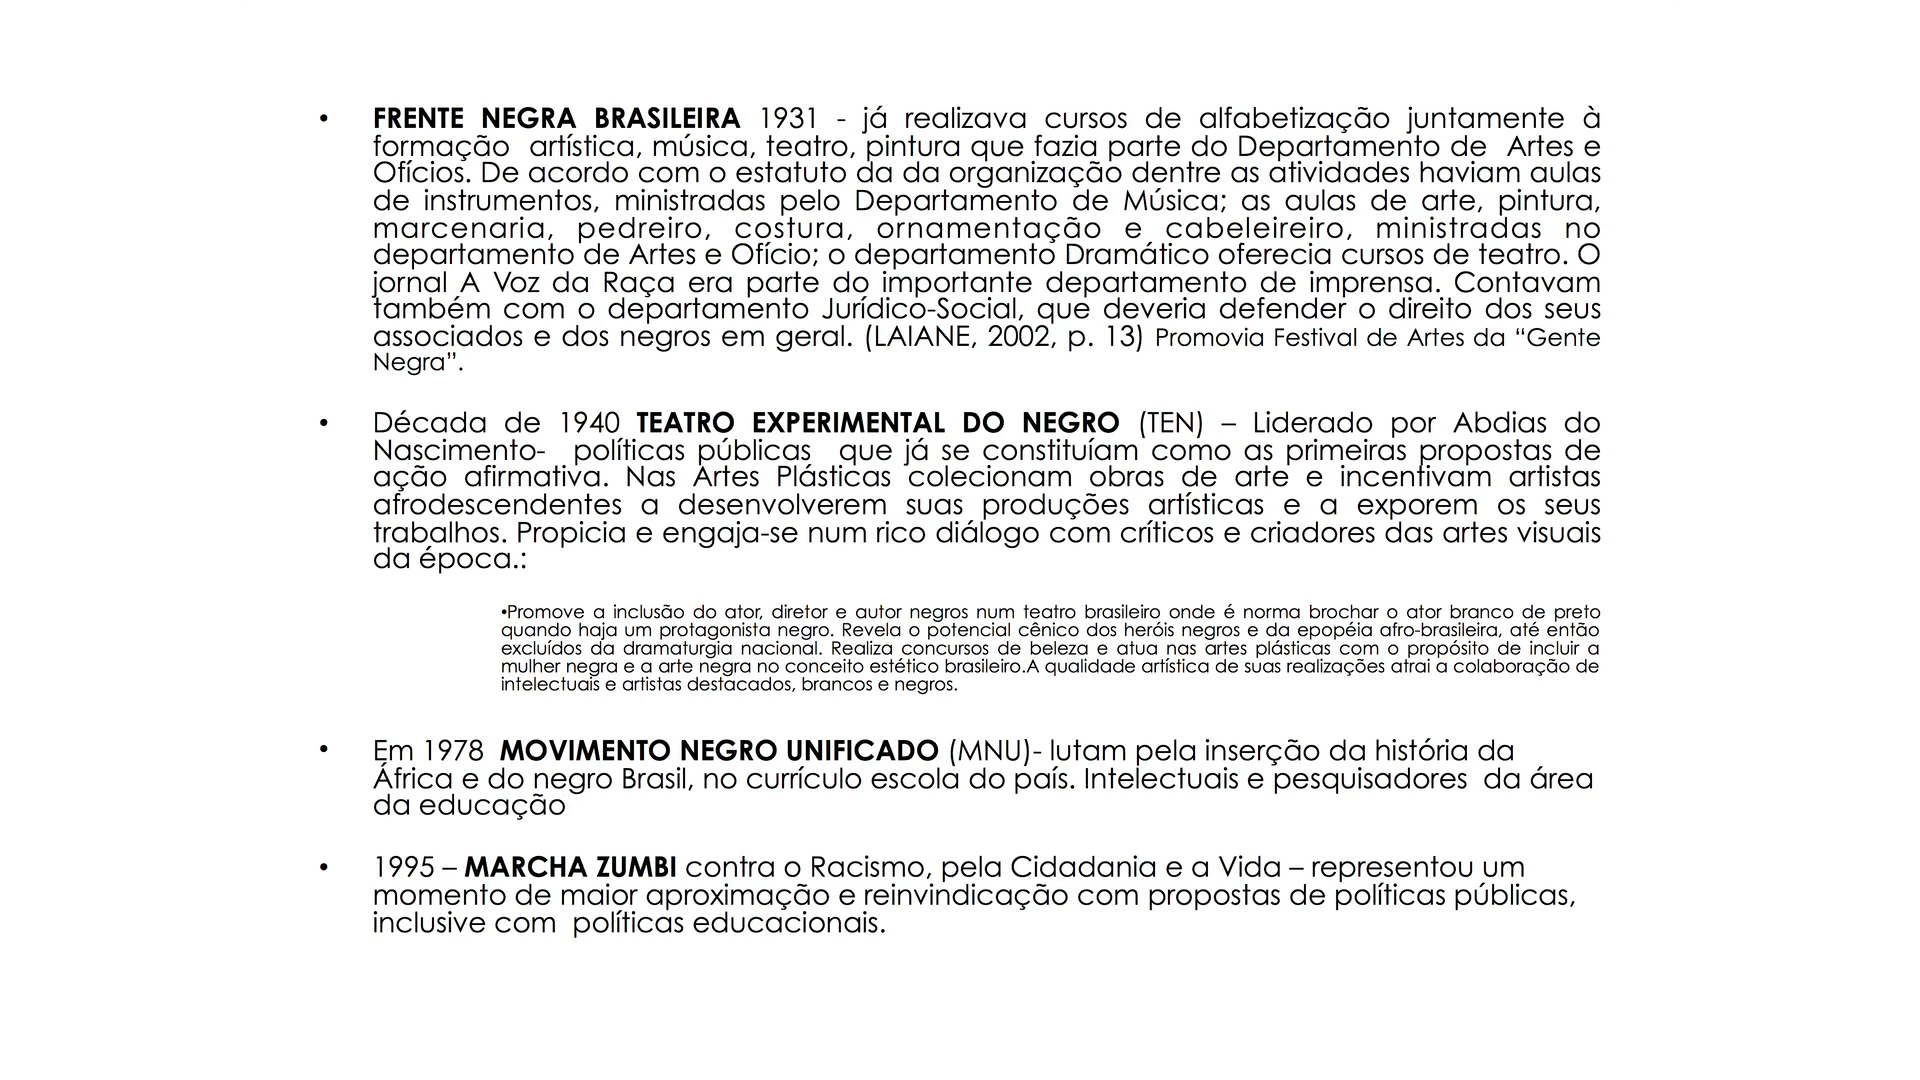 • FRENTE NEGRA BRASILEIRA 1931 - já realizava cursos de alfabetização juntamente à
formação artística, música, teatro, pintura que fazia parte do Departamento de Artes e
Ofícios. De acordo com o estatuto da da organização dentre as atividades haviam aulas
de instrumentos, ministradas pelo Departamento de Música; as aulas de arte, pintura,
marcenaria, pedreiro, costura, ornamentação e cabeleireiro, ministradas no
departamento de Artes e Ofício; o departamento Dramático oferecia cursos de teatro. O
jornal A Voz da Raça era parte do importante departamento de imprensa. Contavam
também com o departamento Jurídico-Social, que deveria defender o direito dos seus
associados e dos negros em geral. (LAIANE, 2002, p. 13) Promovia Festival de Artes da “Gente
Negra”.
• Década de 1940 TEATRO EXPERIMENTAL DO NEGRO (TEN) – Liderado por Abdias do
Nascimento- políticas públicas que já se constituíam como as primeiras propostas de
ação afirmativa. Nas Artes Plásticas colecionam obras de arte e incentivam artistas
afrodescendentes a desenvolverem suas produções artísticas e a exporem os seus
trabalhos. Propicia e engaja-se num rico diálogo com críticos e criadores das artes visuais
da época.:
•Promove a inclusão do ator, diretor e autor negros num teatro brasileiro onde é norma brochar o ator branco de preto
quando haja um protagonista negro. Revela o potencial cênico dos heróis negros e da epopéia afro-brasileira, até então
excluídos da dramaturgia nacional. Realiza concursos de beleza e atua nas artes plásticas com o propósito de incluir a
mulher negra e a arte negra no conceito estético brasileiro.A qualidade artística de suas realizações atrai a colaboração de
intelectuais e artistas destacados, brancos e negros.
• Em 1978 MOVIMENTO NEGRO UNIFICADO (MNU)- lutam pela inserção da história da
África e do negro Brasil, no currículo escola do país. Intelectuais e pesquisadores da área
da educação
• 1995 – MARCHA ZUMBI contra o Racismo, pela Cidadania e a Vida – representou um
momento de maior aproximação e reinvindicação com propostas de políticas públicas,
inclusive com políticas educacionais.